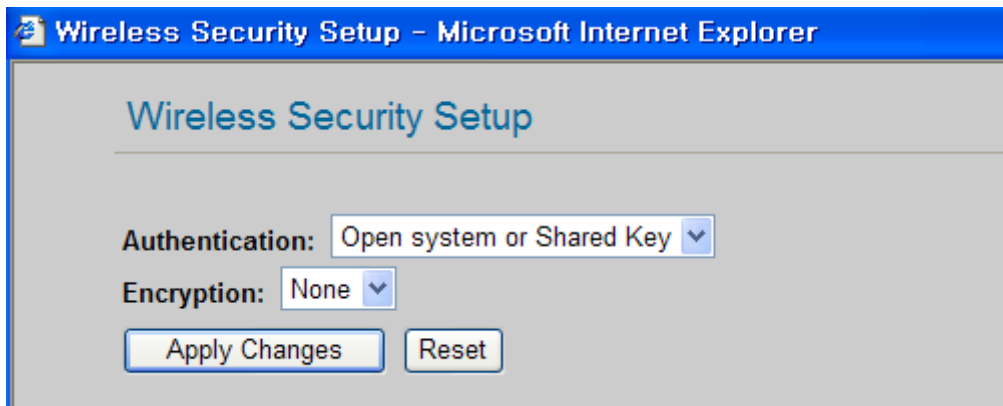 Wireless Security Setup - Microsoft Internet Explorer
Wireless Security Setup
Authentication: Open system or Shared Key
Encryption: None
Apply Changes Reset